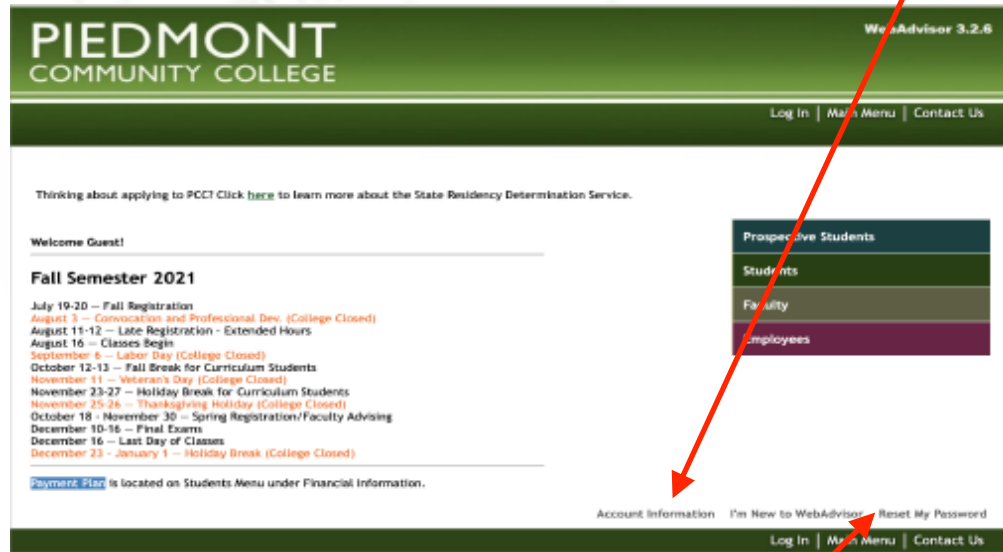 PIEDMONT
COMMUNITY COLLEGE
WebAdvisor 3.2.6
Log In | Main Menu | Contact Us
Thinking about applying to PCC? Click here to learn more about the State Residency Determination Service.
Welcome Guest!
Fall Semester 2021
July 19-20 — Fall Registration
August 3 — Convocation and Professional Dev. (College Closed)
August 11-12 — Late Registration - Extended Hours
August 16 — Classes Begin
September 6 — Labor Day (College Closed)
October 12-13 — Fall Break for Curriculum Students
November 11 — Veteran's Day (College Closed)
November 23-27 — Holiday Break for Curriculum Students
November 25-26 — Thanksgiving Holiday (College Closed)
October 18 - November 30 — Spring Registration/Faculty Advising
December 10-16 — Final Exams
December 16 — Last Day of Classes
December 23 - January 1 — Holiday Break (College Closed)
Payment Plan is located on Students Menu under Financial Information.
Prospective Students
Students
Faculty
Employees
Account Information I'm New to WebAdvisor Reset My Password
Log In | Main Menu | Contact Us